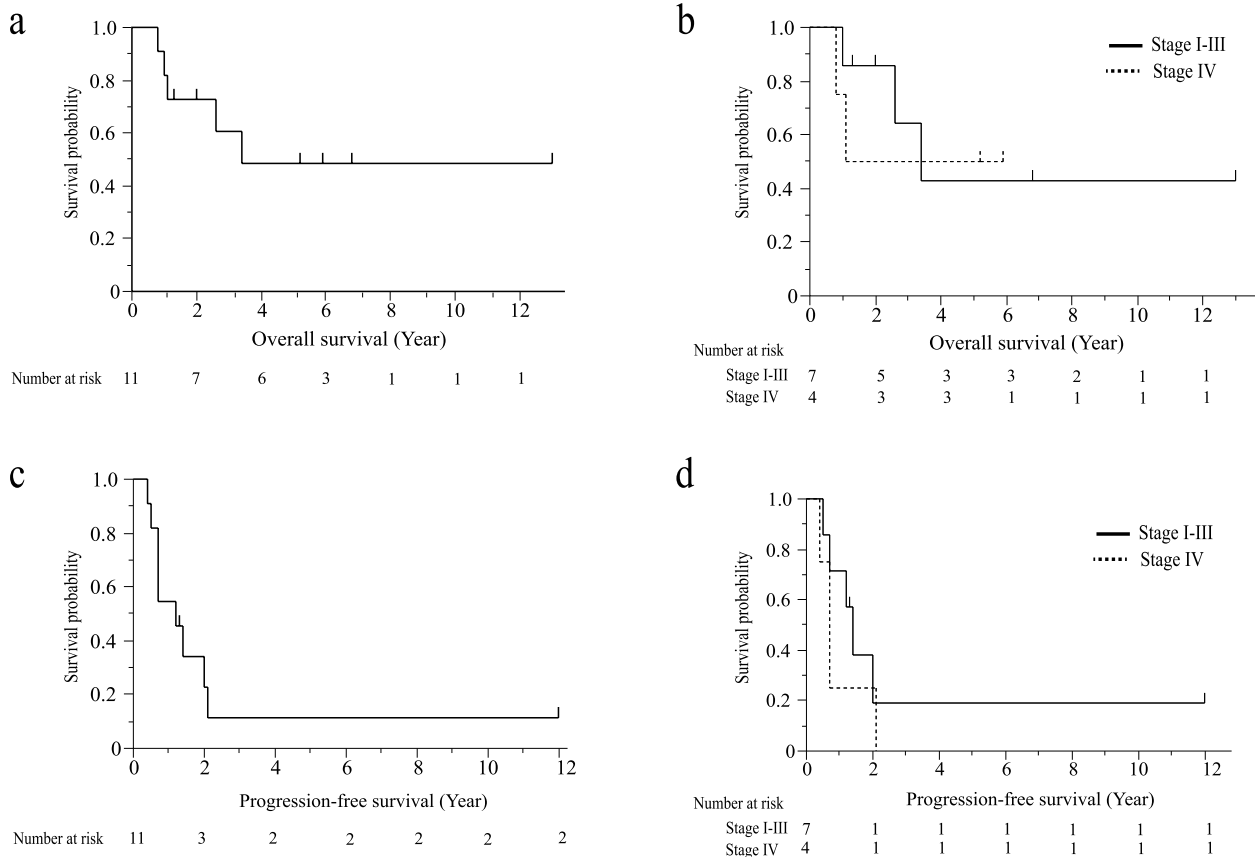 a
1.0
0.8
0.6
0.4
0.2
0
Survival probability
0 2 4 6 8 10 12
Overall survival (Year)
Number at risk 11 7 6 3 1 1 1
b
1.0
0.8
0.6
0.4
0.2
0
Survival probability
Stage I-III
Stage IV
0 2 4 6 8 10 12
Overall survival (Year)
Number at risk
Stage I-III 7 5 3 3 2 1 1
Stage IV 4 3 3 1 1 1 1
c
1.0
0.8
0.6
0.4
0.2
0
Survival probability
0 2 4 6 8 10 12
Progression-free survival (Year)
Number at risk 11 3 2 2 2 2 2
d
1.0
0.8
0.6
0.4
0.2
0
Survival probability
Stage I-III
Stage IV
0 2 4 6 8 10 12
Progression-free survival (Year)
Number at risk
Stage I-III 7 1 1 1 1 1 1
Stage IV 4 1 1 1 1 1 1